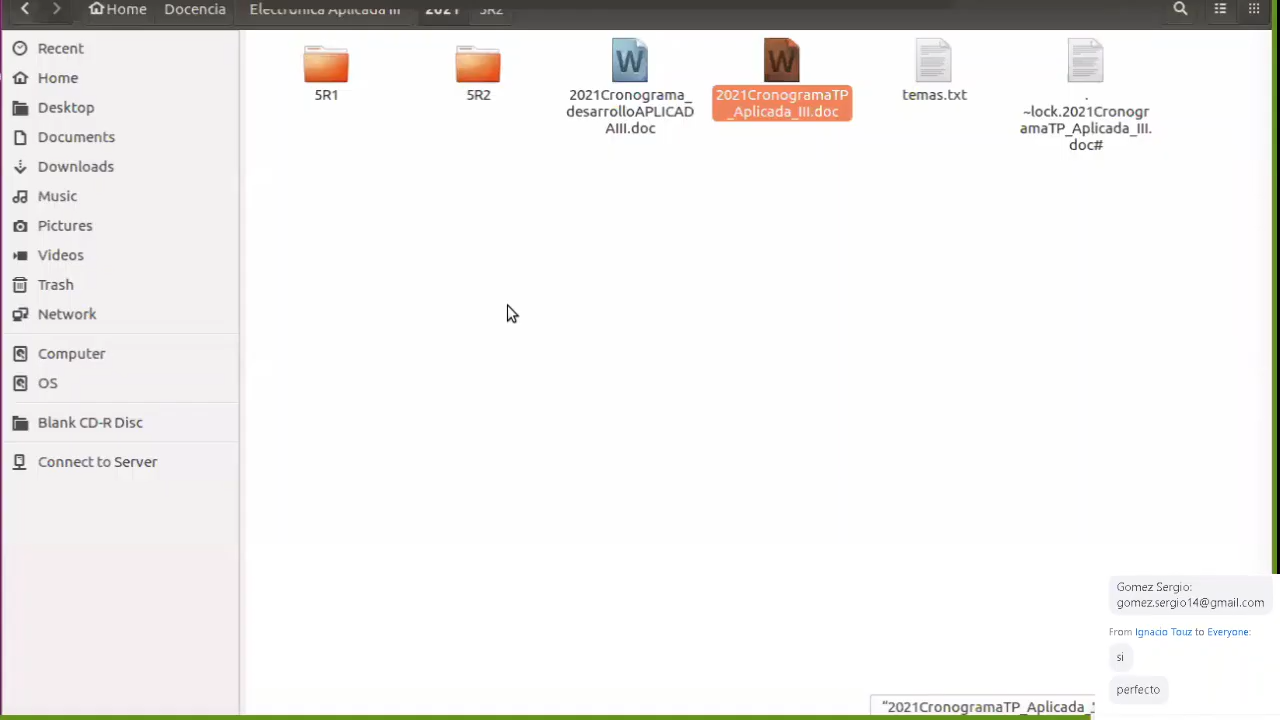 Home Docencia Electrónica Aplicada III 2021 5R2
Recent
Home
Desktop
Documents
Downloads
Music
Pictures
Videos
Trash
Network
Computer
OS
Blank CD-R Disc
Connect to Server
5R1
5R2
2021Cronograma_
desarrolloAPLICAD
AIII.doc
2021CronogramaTP
_Aplicada_III.doc
temas.txt
.
~lock.2021Cronogr
amaTP_Aplicada_III.
doc#
Gomez Sergio:
gomez.sergio14@gmail.com
From Ignacio Touz to Everyone:
si
perfecto
"2021CronogramaTP_Aplicada_